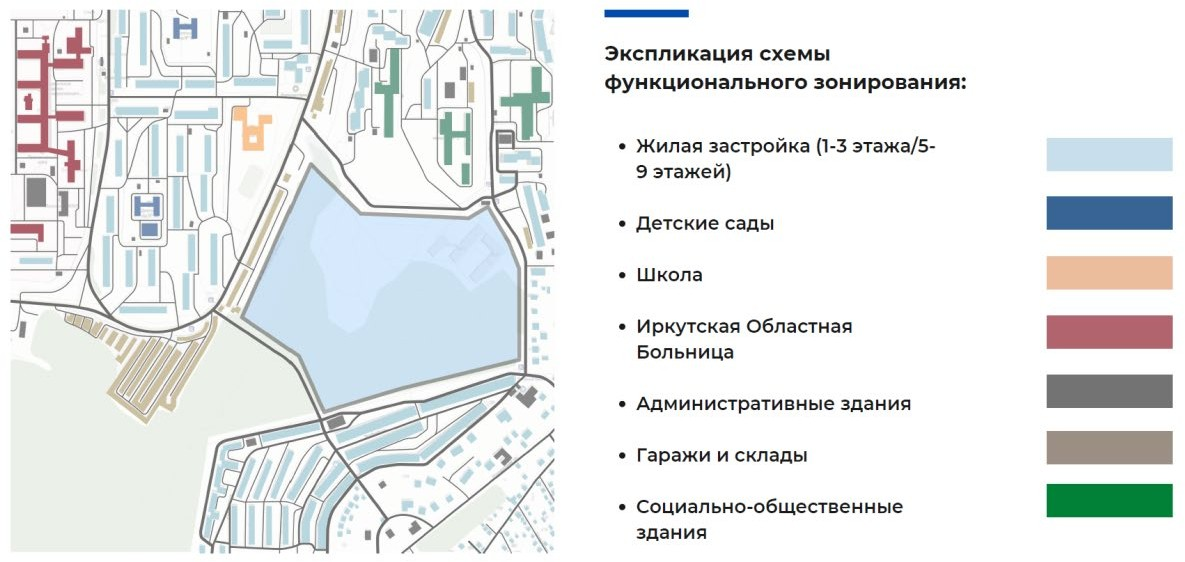 Экспликация схемы
функционального зонирования:
• Жилая застройка (1-3 этажа/5-
9 этажей)
• Детские сады
• Школа
• Иркутская Областная
Больница
• Административные здания
• Гаражи и склады
• Социально-общественные
здания